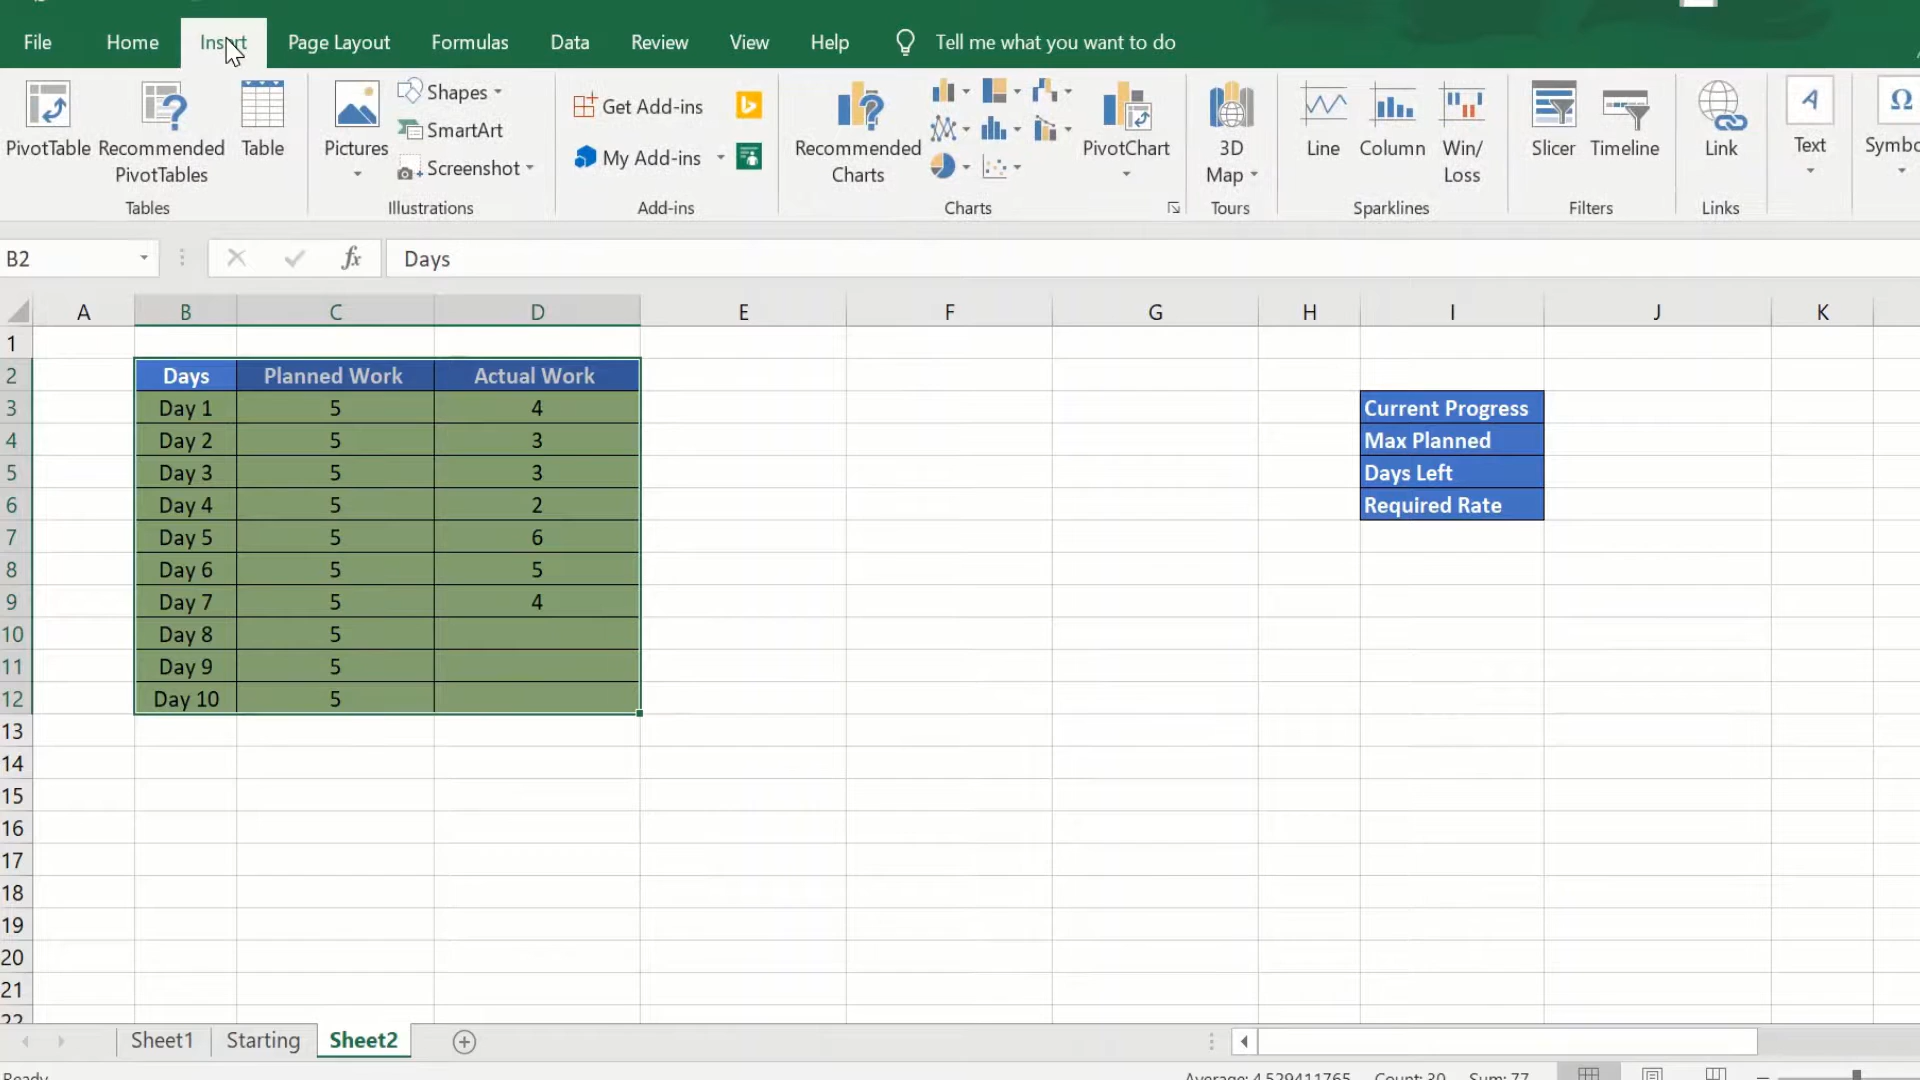 File Home Insert Page Layout Formulas Data Review View Help Tell me what you want to do
PivotTable
Recommended
PivotTables
Table
Tables
Pictures
Shapes
SmartArt
Screenshot
Illustrations
Get Add-ins
My Add-ins
Add-ins
Recommended
Charts
PivotChart
Charts
3D
Map
Tours
Line
Column
Win/
Loss
Sparklines
Slicer
Timeline
Filters
Link
Links
Text
Symbo
B2 fx Days
A B C D E F G H I J K
1
2 Days Planned Work Actual Work
3 Day 1 5 4 Current Progress
4 Day 2 5 3 Max Planned
5 Day 3 5 3 Days Left
6 Day 4 5 2 Required Rate
7 Day 5 5 6
8 Day 6 5 5
9 Day 7 5 4
10 Day 8 5
11 Day 9 5
12 Day 10 5
13
14
15
16
17
18
19
20
21
22
Sheet1 Starting Sheet2
Ready Average: 4.529411765 Count: 30 Sum: 77